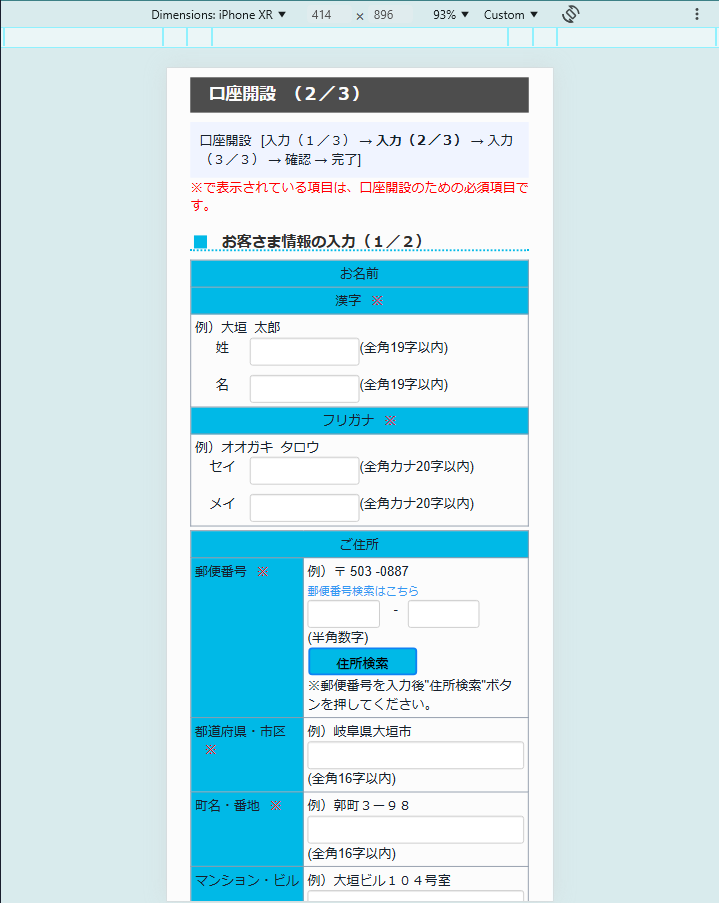 Dimensions: iPhone XR ▼ 414 × 896 93% ▼ Custom ▼
口座開設 （２／３）
口座開設 [入力（１／３） → 入力（２／３） → 入力
（３／３） → 確認 → 完了]
※で表示されている項目は、口座開設のための必須項目で
す。
■ お客さま情報の入力（１／２）
お名前
漢字 ※
例）大垣 太郎
姓 (全角19字以内)
名 (全角19字以内)
フリガナ ※
例）オオガキ タロウ
セイ (全角カナ20字以内)
メイ (全角カナ20字以内)
ご住所
郵便番号 ※ 例）〒 503 -0887
郵便番号検索はこちら
-
(半角数字)
住所検索
※郵便番号を入力後"住所検索"ボタ
ンを押してください。
都道府県・市区 例）岐阜県大垣市
※
(全角16字以内)
町名・番地 ※ 例）郭町３－９８
(全角16字以内)
マンション・ビル 例）大垣ビル１０４号室